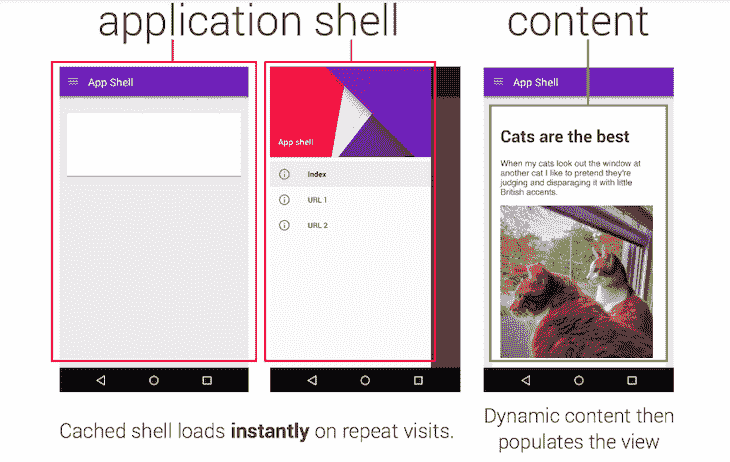 application shell
content
App Shell
App shell
Index
URL 1
URL 2
App Shell
Cats are the best
When my cats look out the window at
another cat I like to pretend they're
judging and disparaging it with little
British accents.
Cached shell loads instantly on repeat visits.
Dynamic content then
populates the view